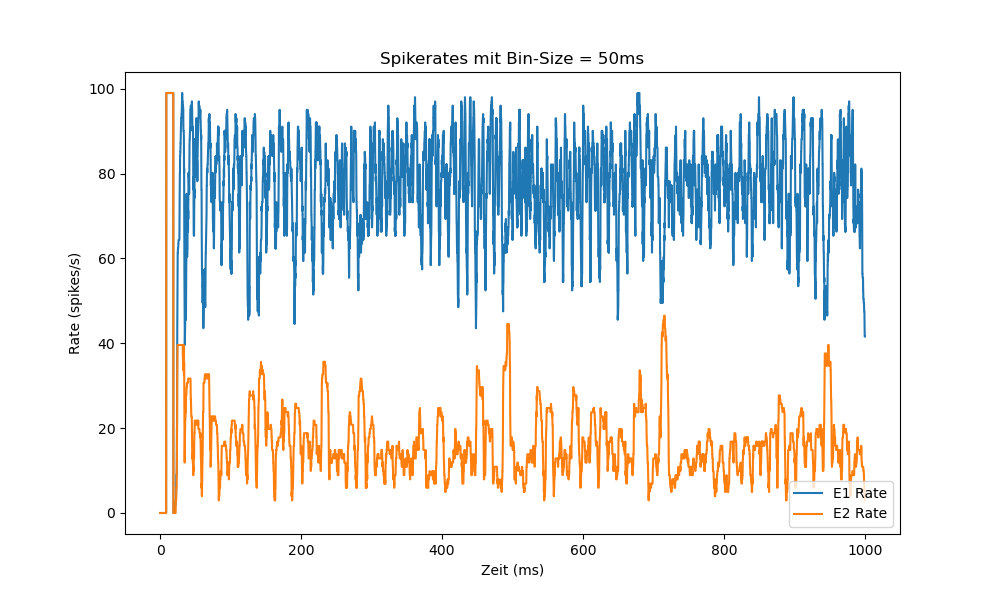 Spikerates mit Bin-Size = 50ms
Rate (spikes/s)
100
80
60
40
20
0
0 200 400 600 800 1000
Zeit (ms)
E1 Rate
E2 Rate